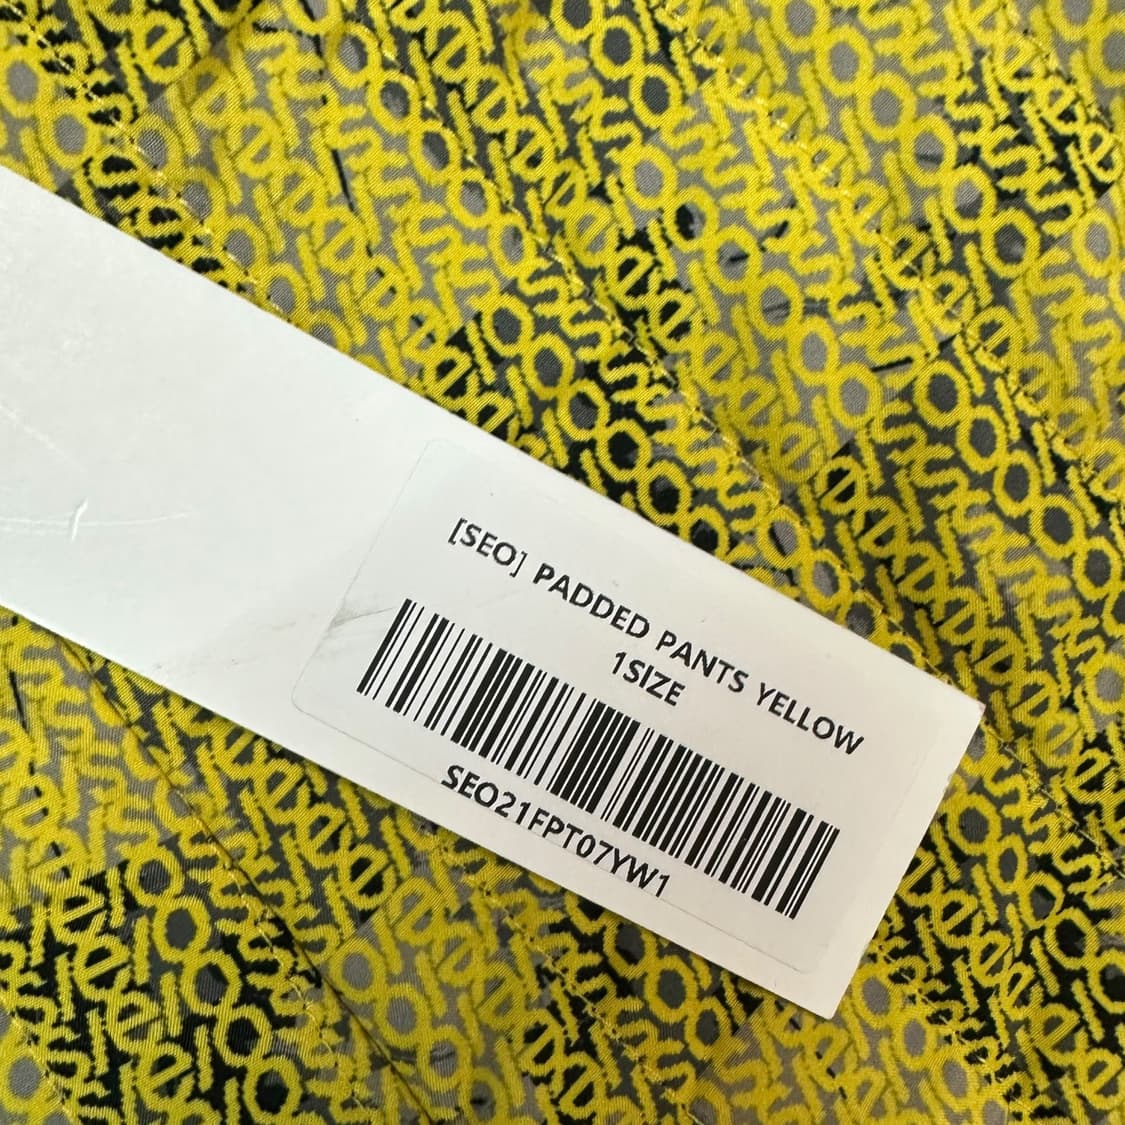 [SEO] PADDED PANTS YELLOW
1SIZE
SEO21FPT07YW1